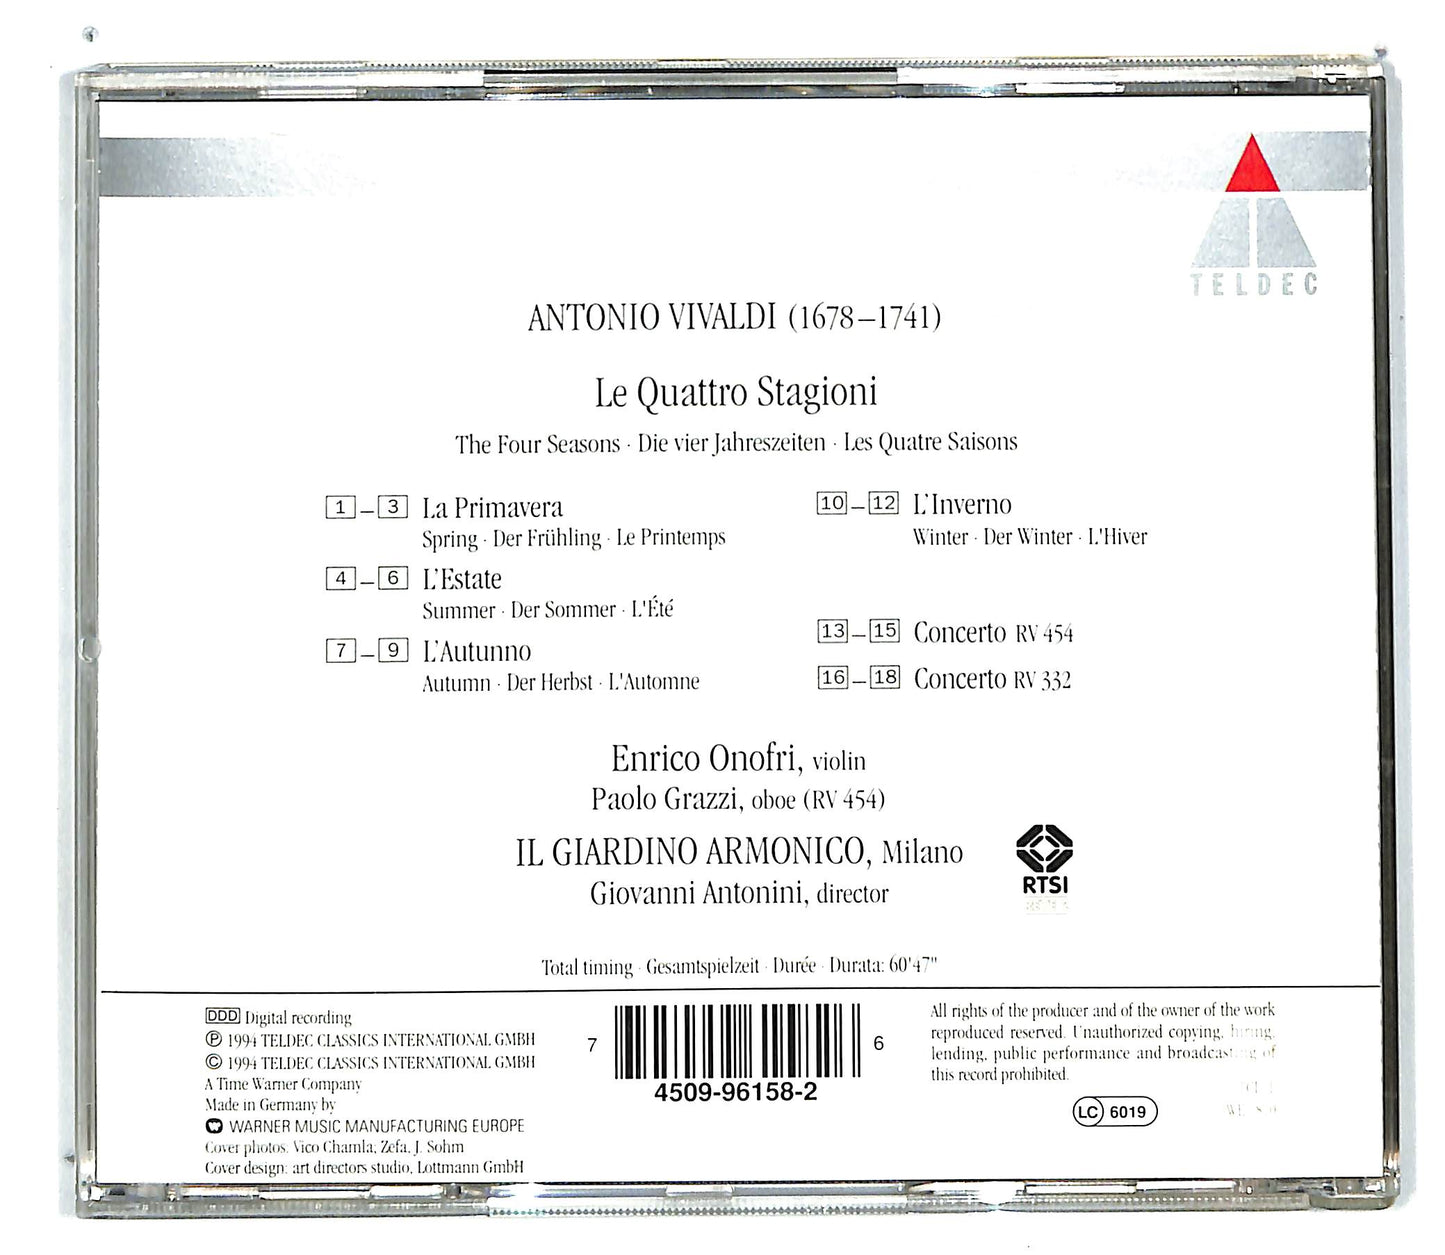 TELDEC
ANTONIO VIVALDI (1678–1741)
Le Quattro Stagioni
The Four Seasons · Die vier Jahreszeiten · Les Quatre Saisons
1 – 3 La Primavera
Spring · Der Frühling · Le Printemps
4 – 6 L'Estate
Summer · Der Sommer · L'Été
7 – 9 L'Autunno
Autumn · Der Herbst · L'Automne
10 – 12 L'Inverno
Winter · Der Winter · L'Hiver
13 – 15 Concerto RV 454
16 – 18 Concerto RV 332
Enrico Onofri, violin
Paolo Grazzi, oboe (RV 454)
IL GIARDINO ARMONICO, Milano
Giovanni Antonini, director
RTSI
Total timing · Gesamtspielzeit · Durée · Durata: 60'47"
DDD Digital recording
℗ 1994 TELDEC CLASSICS INTERNATIONAL GMBH
© 1994 TELDEC CLASSICS INTERNATIONAL GMBH
A Time Warner Company
Made in Germany by
WARNER MUSIC MANUFACTURING EUROPE
Cover photos: Vico Chamla; Zefa, J. Sohm
Cover design: art directors studio, Lottmann GmbH
7 6
4509-96158-2
All rights of the producer and of the owner of the work
reproduced reserved. Unauthorized copying, hiring,
lending, public performance and broadcasting of
this record prohibited.
LC 6019